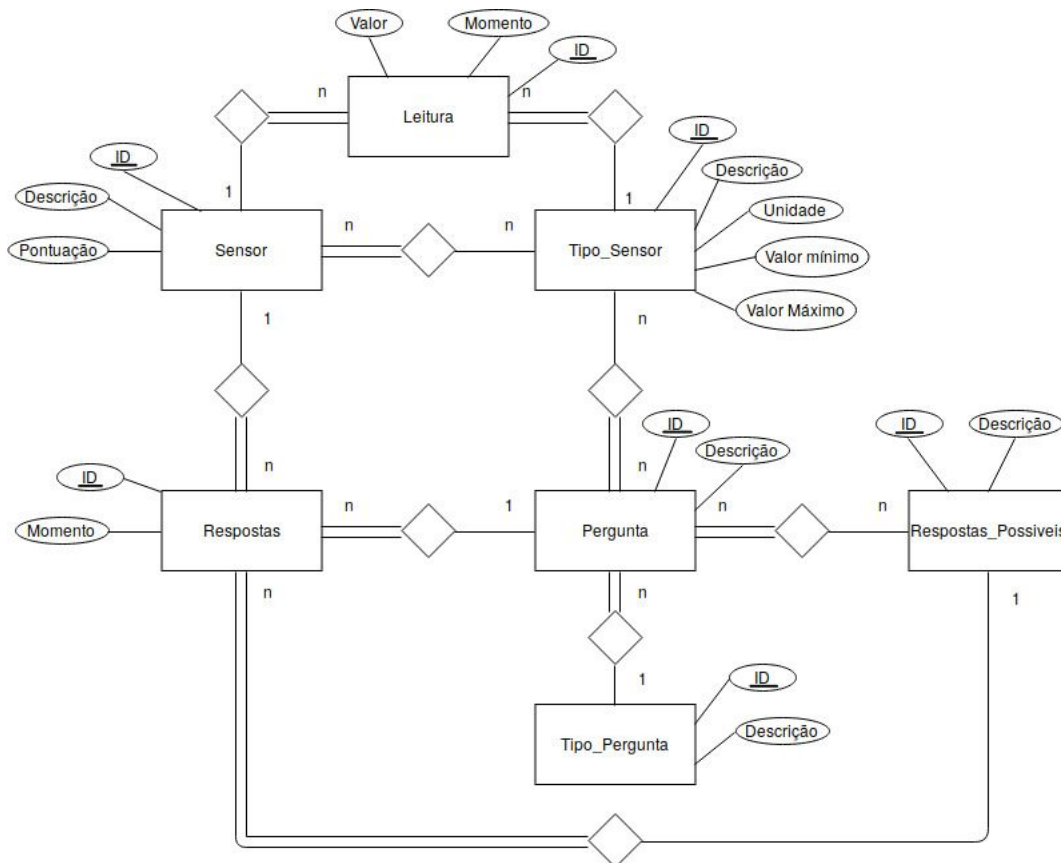 Valor
Momento
ID
n
Leitura
n
ID
ID
Descrição
Descrição
1
1
Unidade
Pontuação
Sensor
n
n
Tipo_Sensor
Valor mínimo
Valor Máximo
1
n
ID
ID
Descrição
Descrição
n
n
ID
Momento
Respostas
n
1
Pergunta
n
n
Respostas_Possiveis
n
n
1
1
ID
Tipo_Pergunta
Descrição